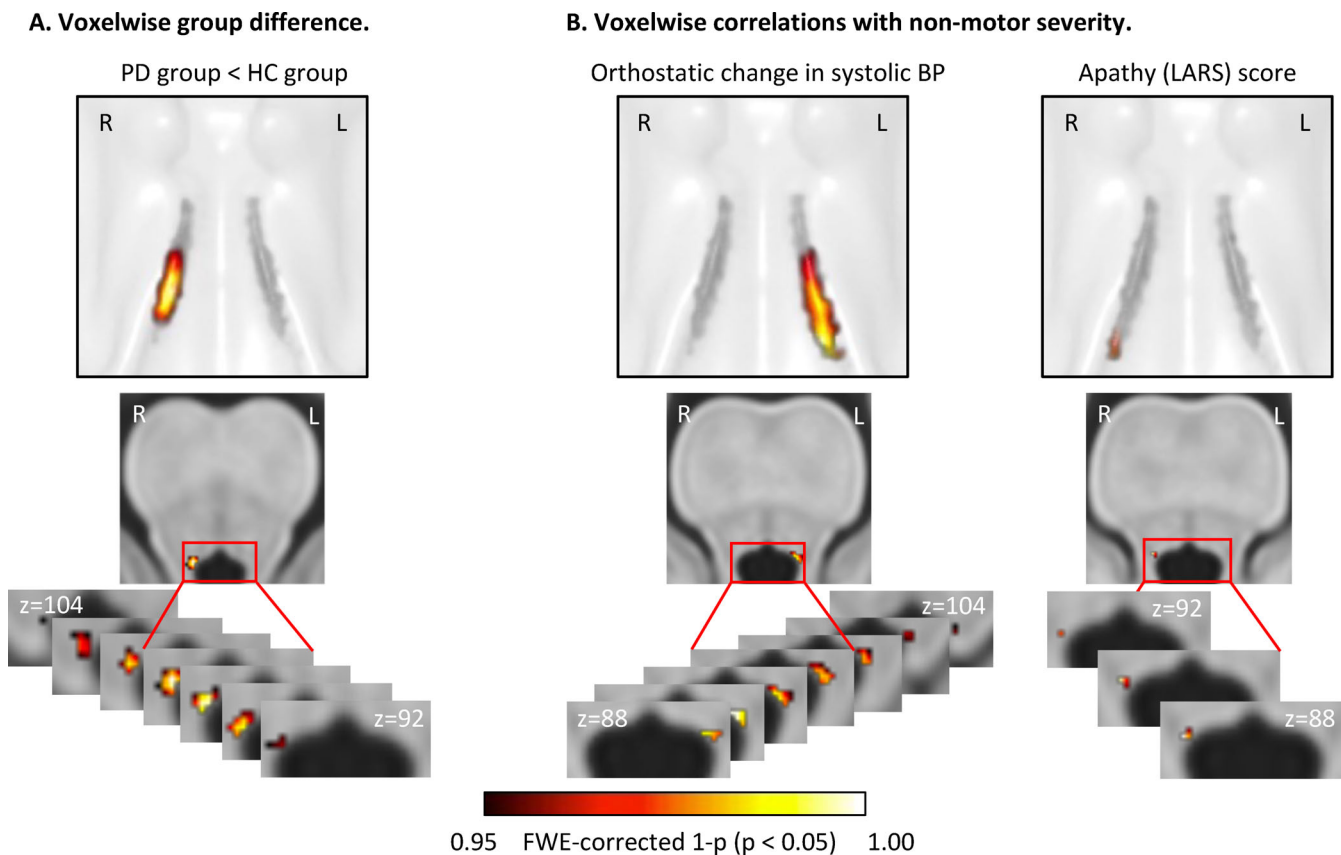 A. Voxelwise group difference.
PD group < HC group
R L
R L
z=104
z=92
B. Voxelwise correlations with non-motor severity.
Orthostatic change in systolic BP
R L
R L
z=104
z=88
Apathy (LARS) score
R L
R L
z=92
z=88
0.95 FWE-corrected 1-p (p < 0.05) 1.00